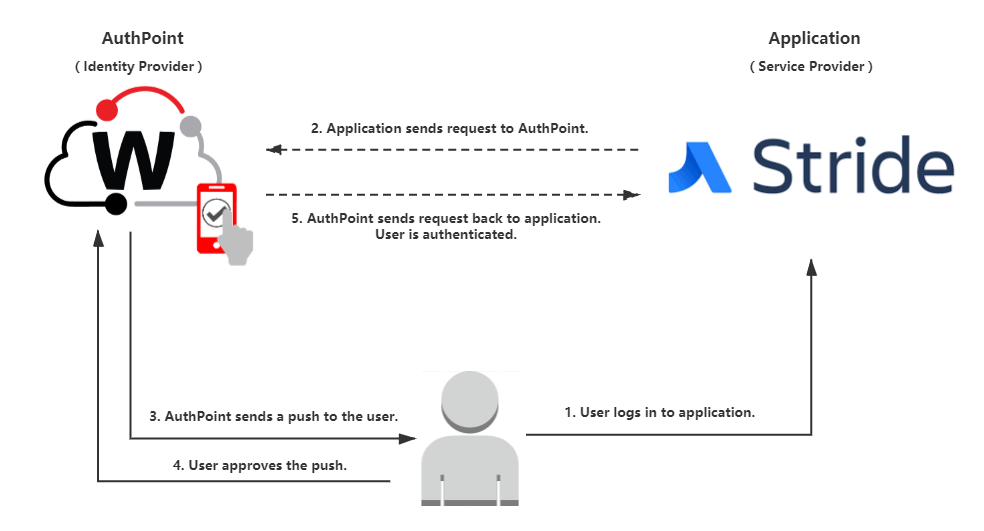 AuthPoint
( Identity Provider )
Application
( Service Provider )
W
Stride
2. Application sends request to AuthPoint.
5. AuthPoint sends request back to application.
User is authenticated.
3. AuthPoint sends a push to the user.
1. User logs in to application.
4. User approves the push.